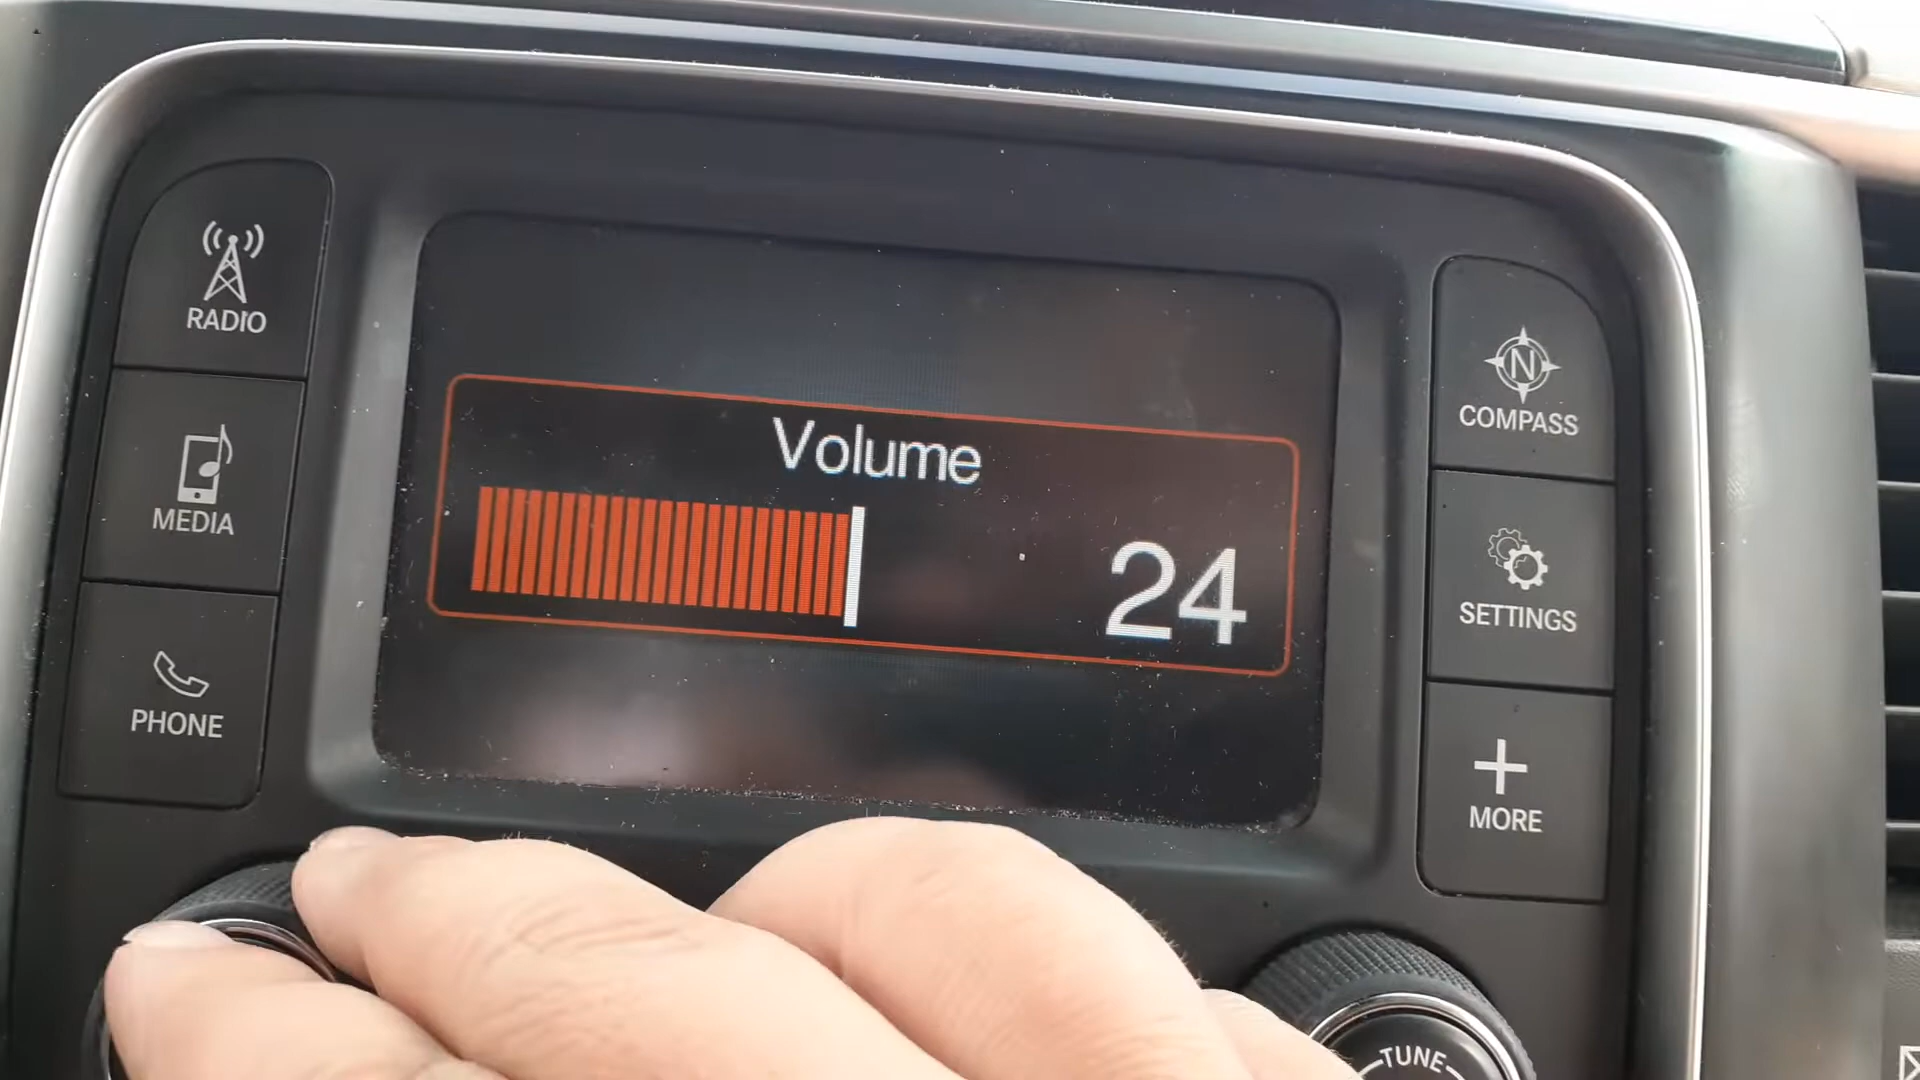 RADIO
MEDIA
PHONE
Volume
24
N
COMPASS
SETTINGS
MORE
TUNE